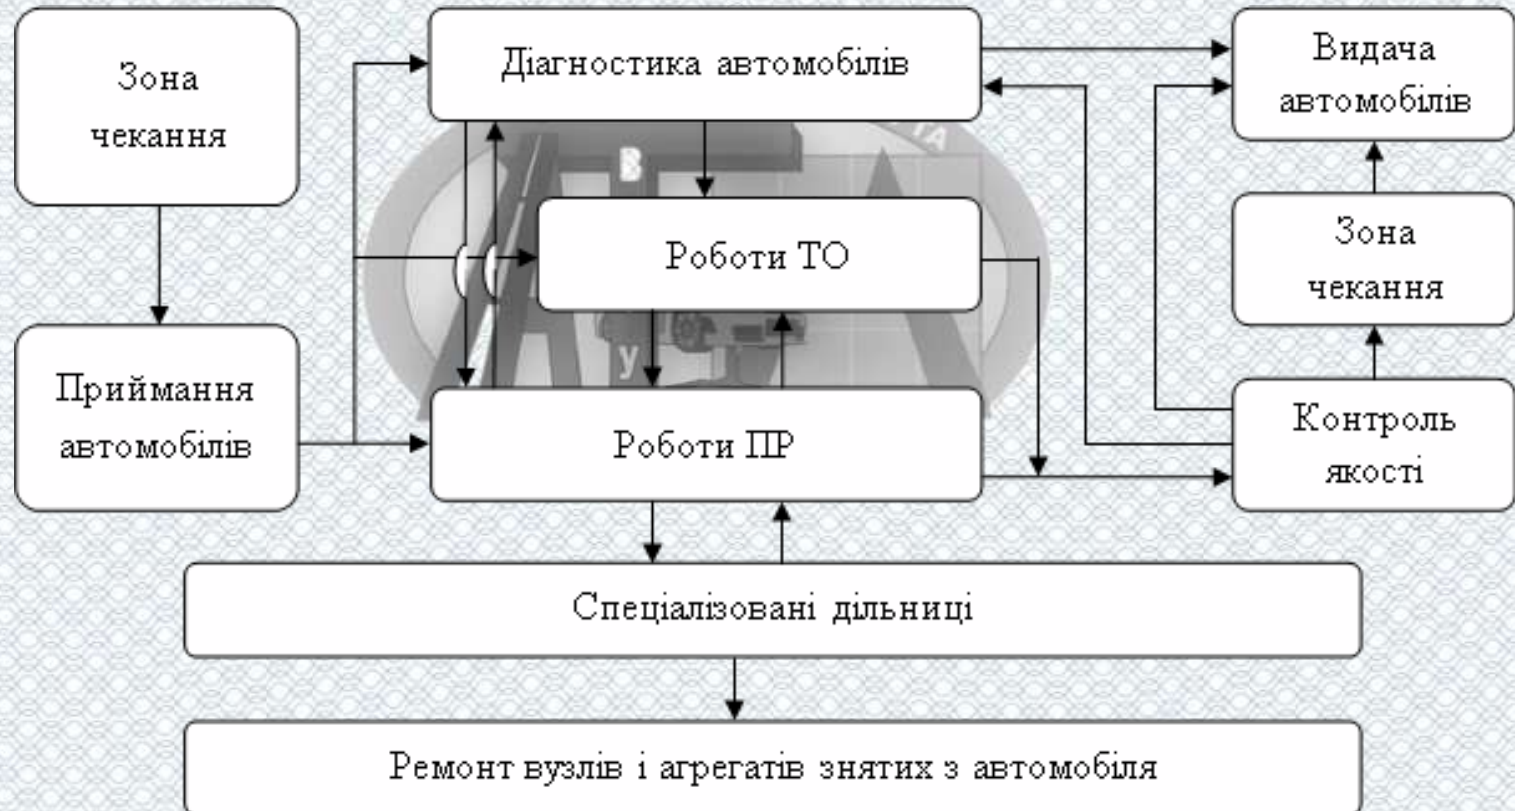 Зона
чекання
Діагностика автомобілів
Видача
автомобілів
В
ТА
Роботи ТО
Зона
чекання
У
Приймання
автомобілів
Роботи ПР
Контроль
якості
Спеціалізовані дільниці
Ремонт вузлів і агрегатів знятих з автомобіля